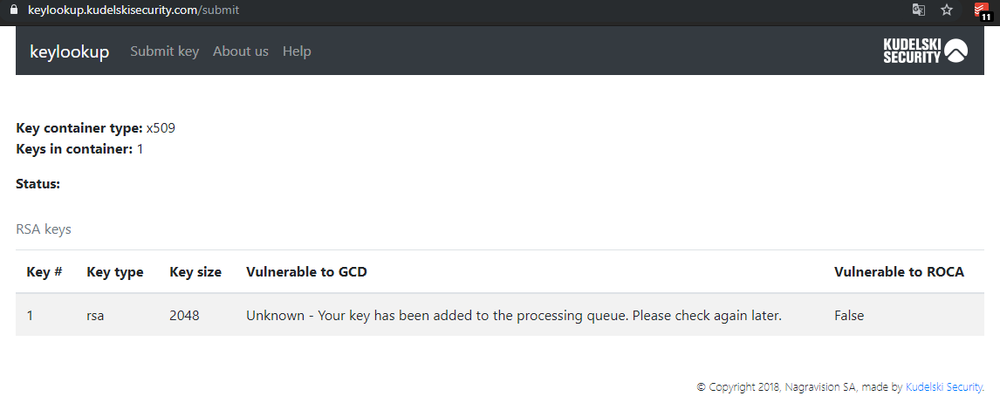 keylookup.kudelskisecurity.com/submit
11
keylookup Submit key About us Help KUDELSKI SECURITY
Key container type: x509
Keys in container: 1
Status:
RSA keys
Key # Key type Key size Vulnerable to GCD Vulnerable to ROCA
1 rsa 2048 Unknown - Your key has been added to the processing queue. Please check again later. False
© Copyright 2018, Nagravision SA, made by Kudelski Security.